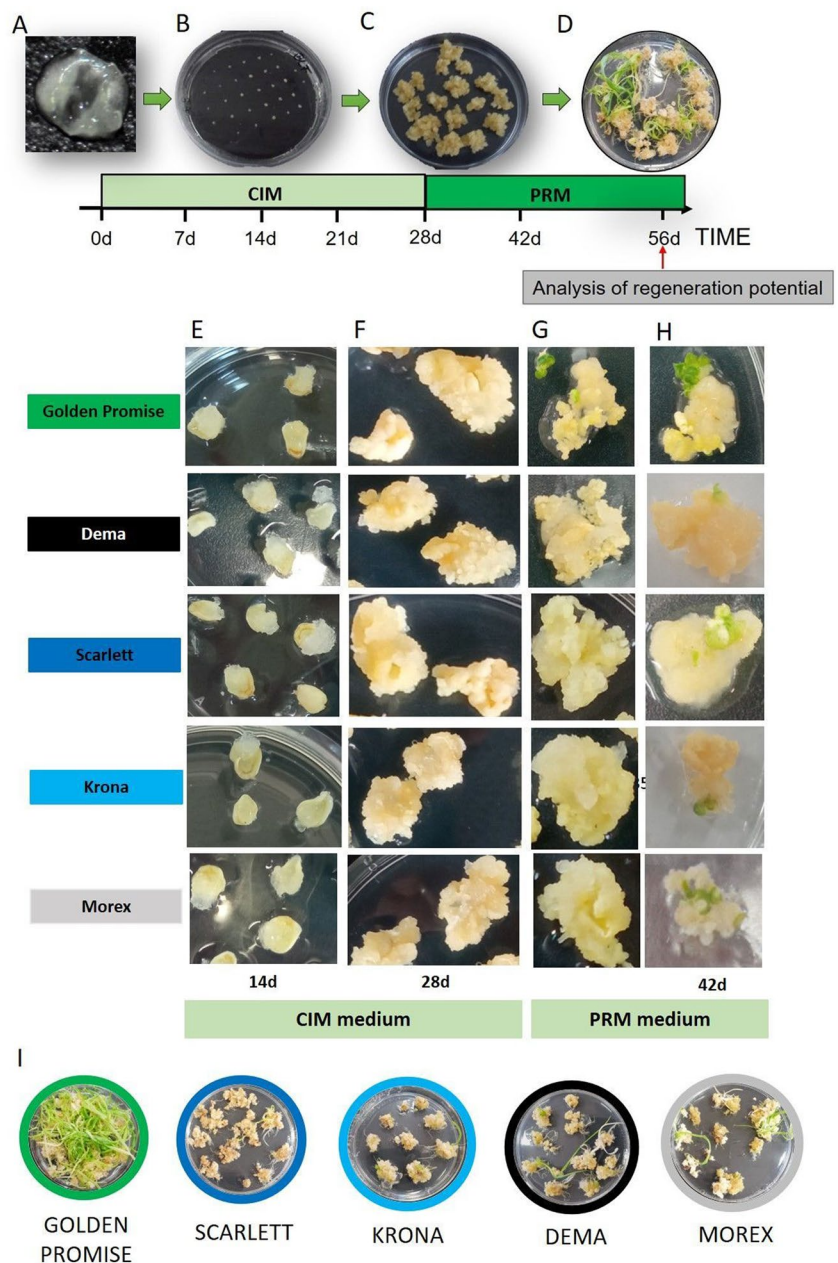 A
B
C
D
CIM
PRM
0d
7d
14d
21d
28d
42d
56d
TIME
Analysis of regeneration potential
E
F
G
H
Golden Promise
Dema
Scarlett
Krona
Morex
14d
28d
42d
CIM medium
PRM medium
I
GOLDEN
PROMISE
SCARLETT
KRONA
DEMA
MOREX